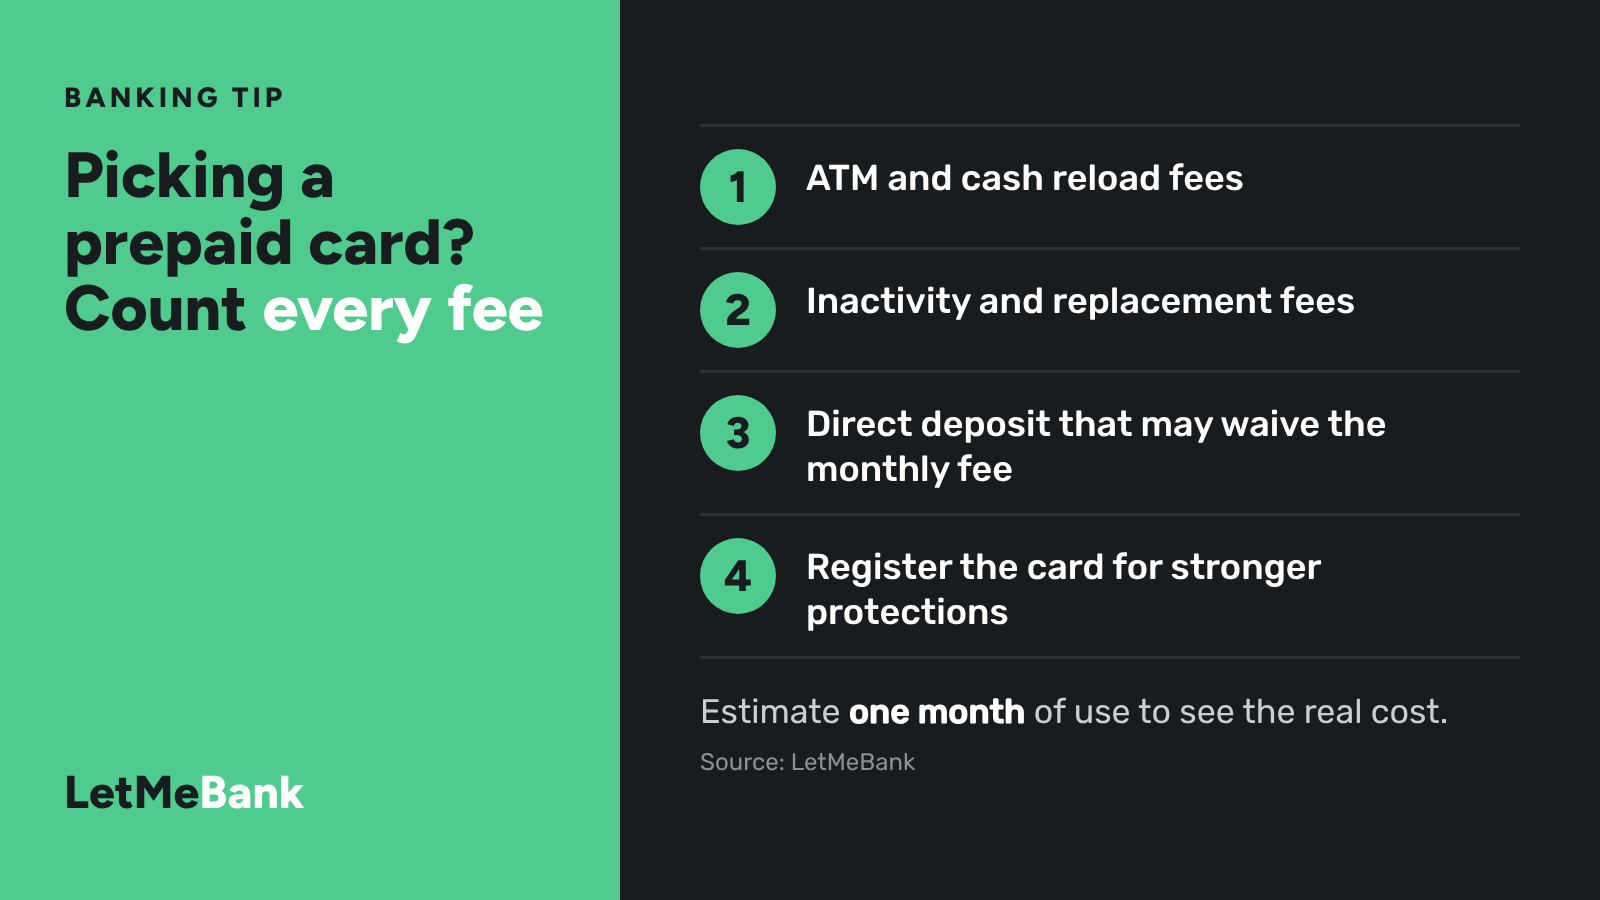 BANKING TIP
Picking a
prepaid card?
Count every fee
LetMeBank
1
ATM and cash reload fees
2
Inactivity and replacement fees
3
Direct deposit that may waive the
monthly fee
4
Register the card for stronger
protections
Estimate one month of use to see the real cost.
Source: LetMeBank